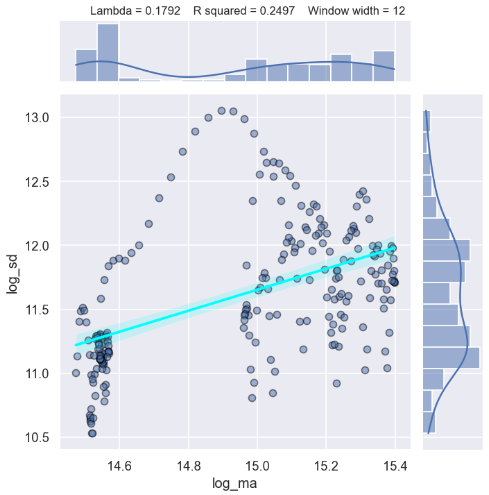 Lambda = 0.1792 R squared = 0.2497 Window width = 12
13.0
12.5
12.0
11.5
11.0
10.5
log_sd
14.6 14.8 15.0 15.2 15.4
log_ma